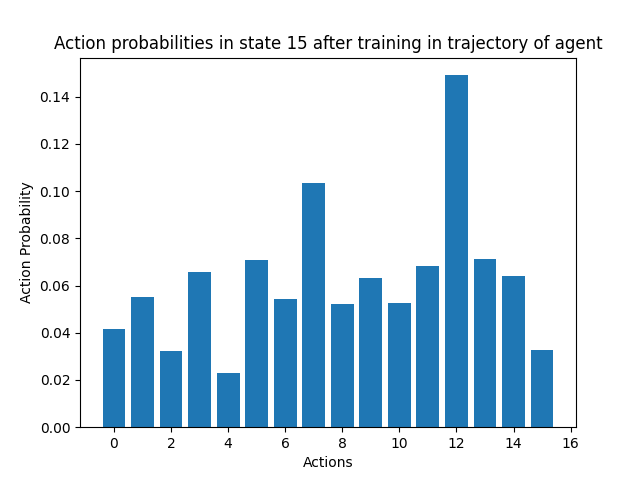 Action probabilities in state 15 after training in trajectory of agent
0.14
0.12
0.10
0.08
0.06
0.04
0.02
0.00
Action Probability
0 2 4 6 8 10 12 14 16
Actions